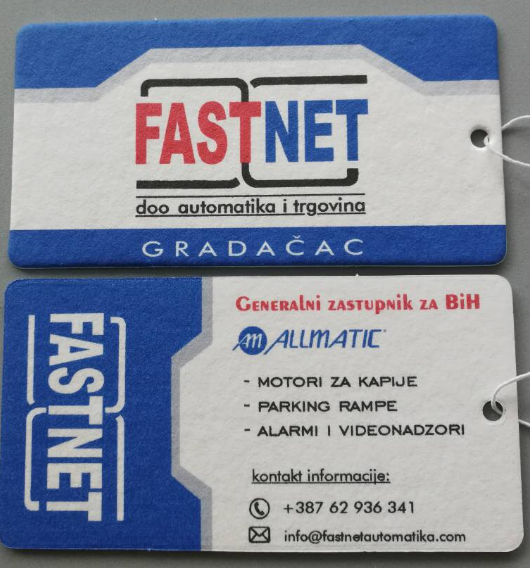 FASTNET
doo automatika i trgovina
GRADAČAC
FASTNET
GENERALNI ZASTUPNIK ZA BiH
AM ALLMATIC
- MOTORI ZA KAPIJE
- PARKING RAMPE
- ALARMI I VIDEONADZORI
kontakt informacije:
+387 62 936 341
info@fastnetautomatika.com